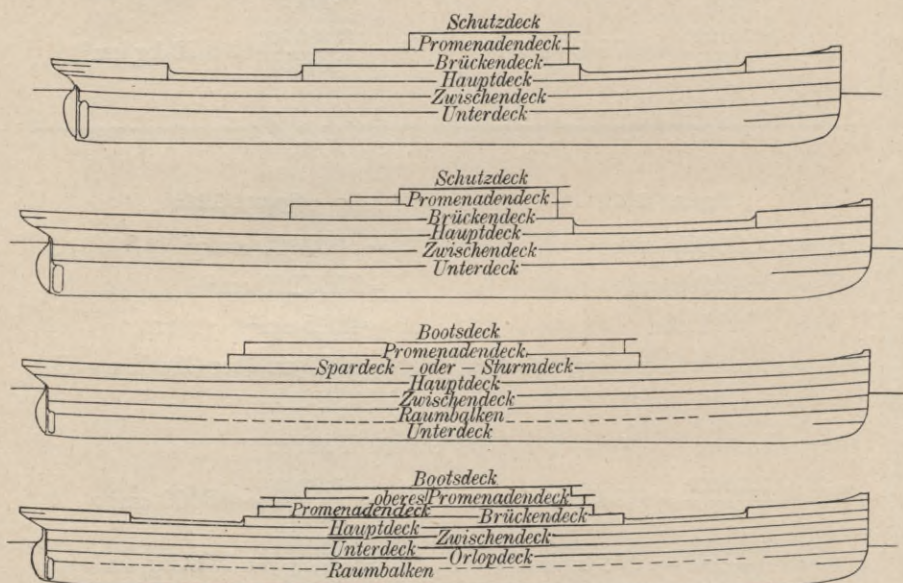 Schutzdeck
Promenadendeck
Brückendeck
Hauptdeck
Zwischendeck
Unterdeck
Schutzdeck
Promenadendeck
Brückendeck
Hauptdeck
Zwischendeck
Unterdeck
Bootsdeck
Promenadendeck
Spardeck – oder – Sturmdeck
Hauptdeck
Zwischendeck
Raumbalken
Unterdeck
Bootsdeck
oberes Promenadendeck
Promenadendeck Brückendeck
Hauptdeck
Zwischendeck
Unterdeck
Orlopdeck
Raumbalken